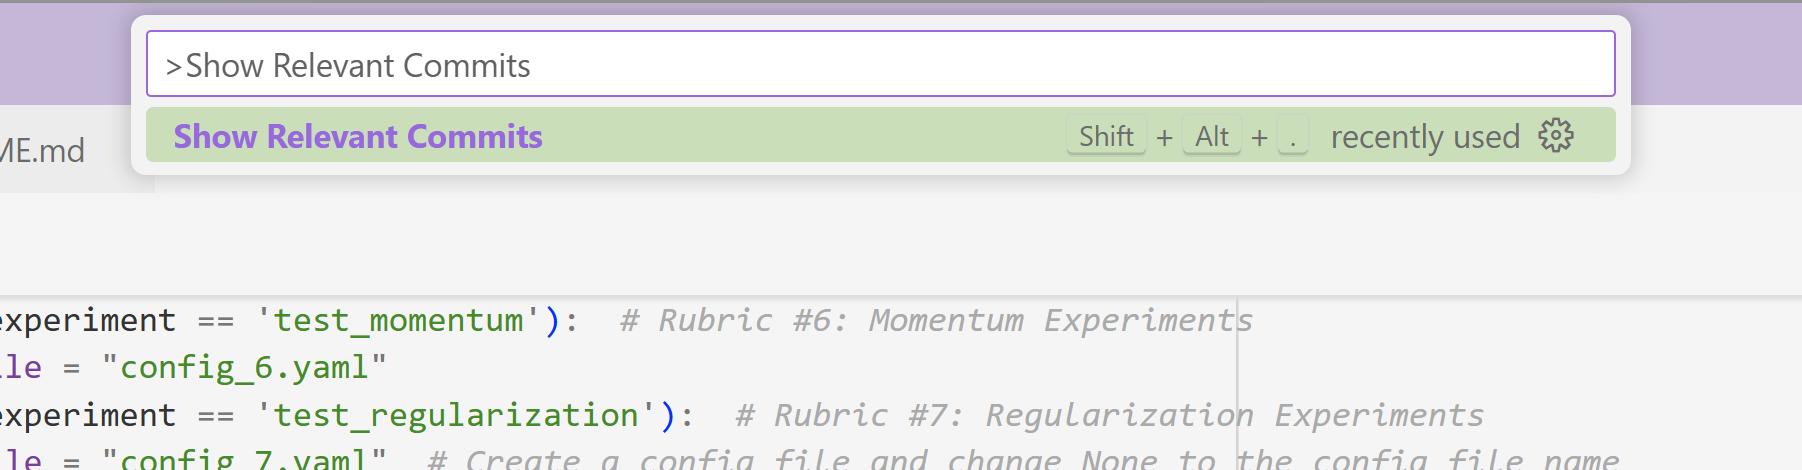 >Show Relevant Commits
Show Relevant Commits Shift + Alt + . recently used
ME.md
experiment == 'test_momentum'): # Rubric #6: Momentum Experiments
le = "config_6.yaml"
experiment == 'test_regularization'): # Rubric #7: Regularization Experiments
le = "config_7.yaml" # Create a config file and change None to the config file name